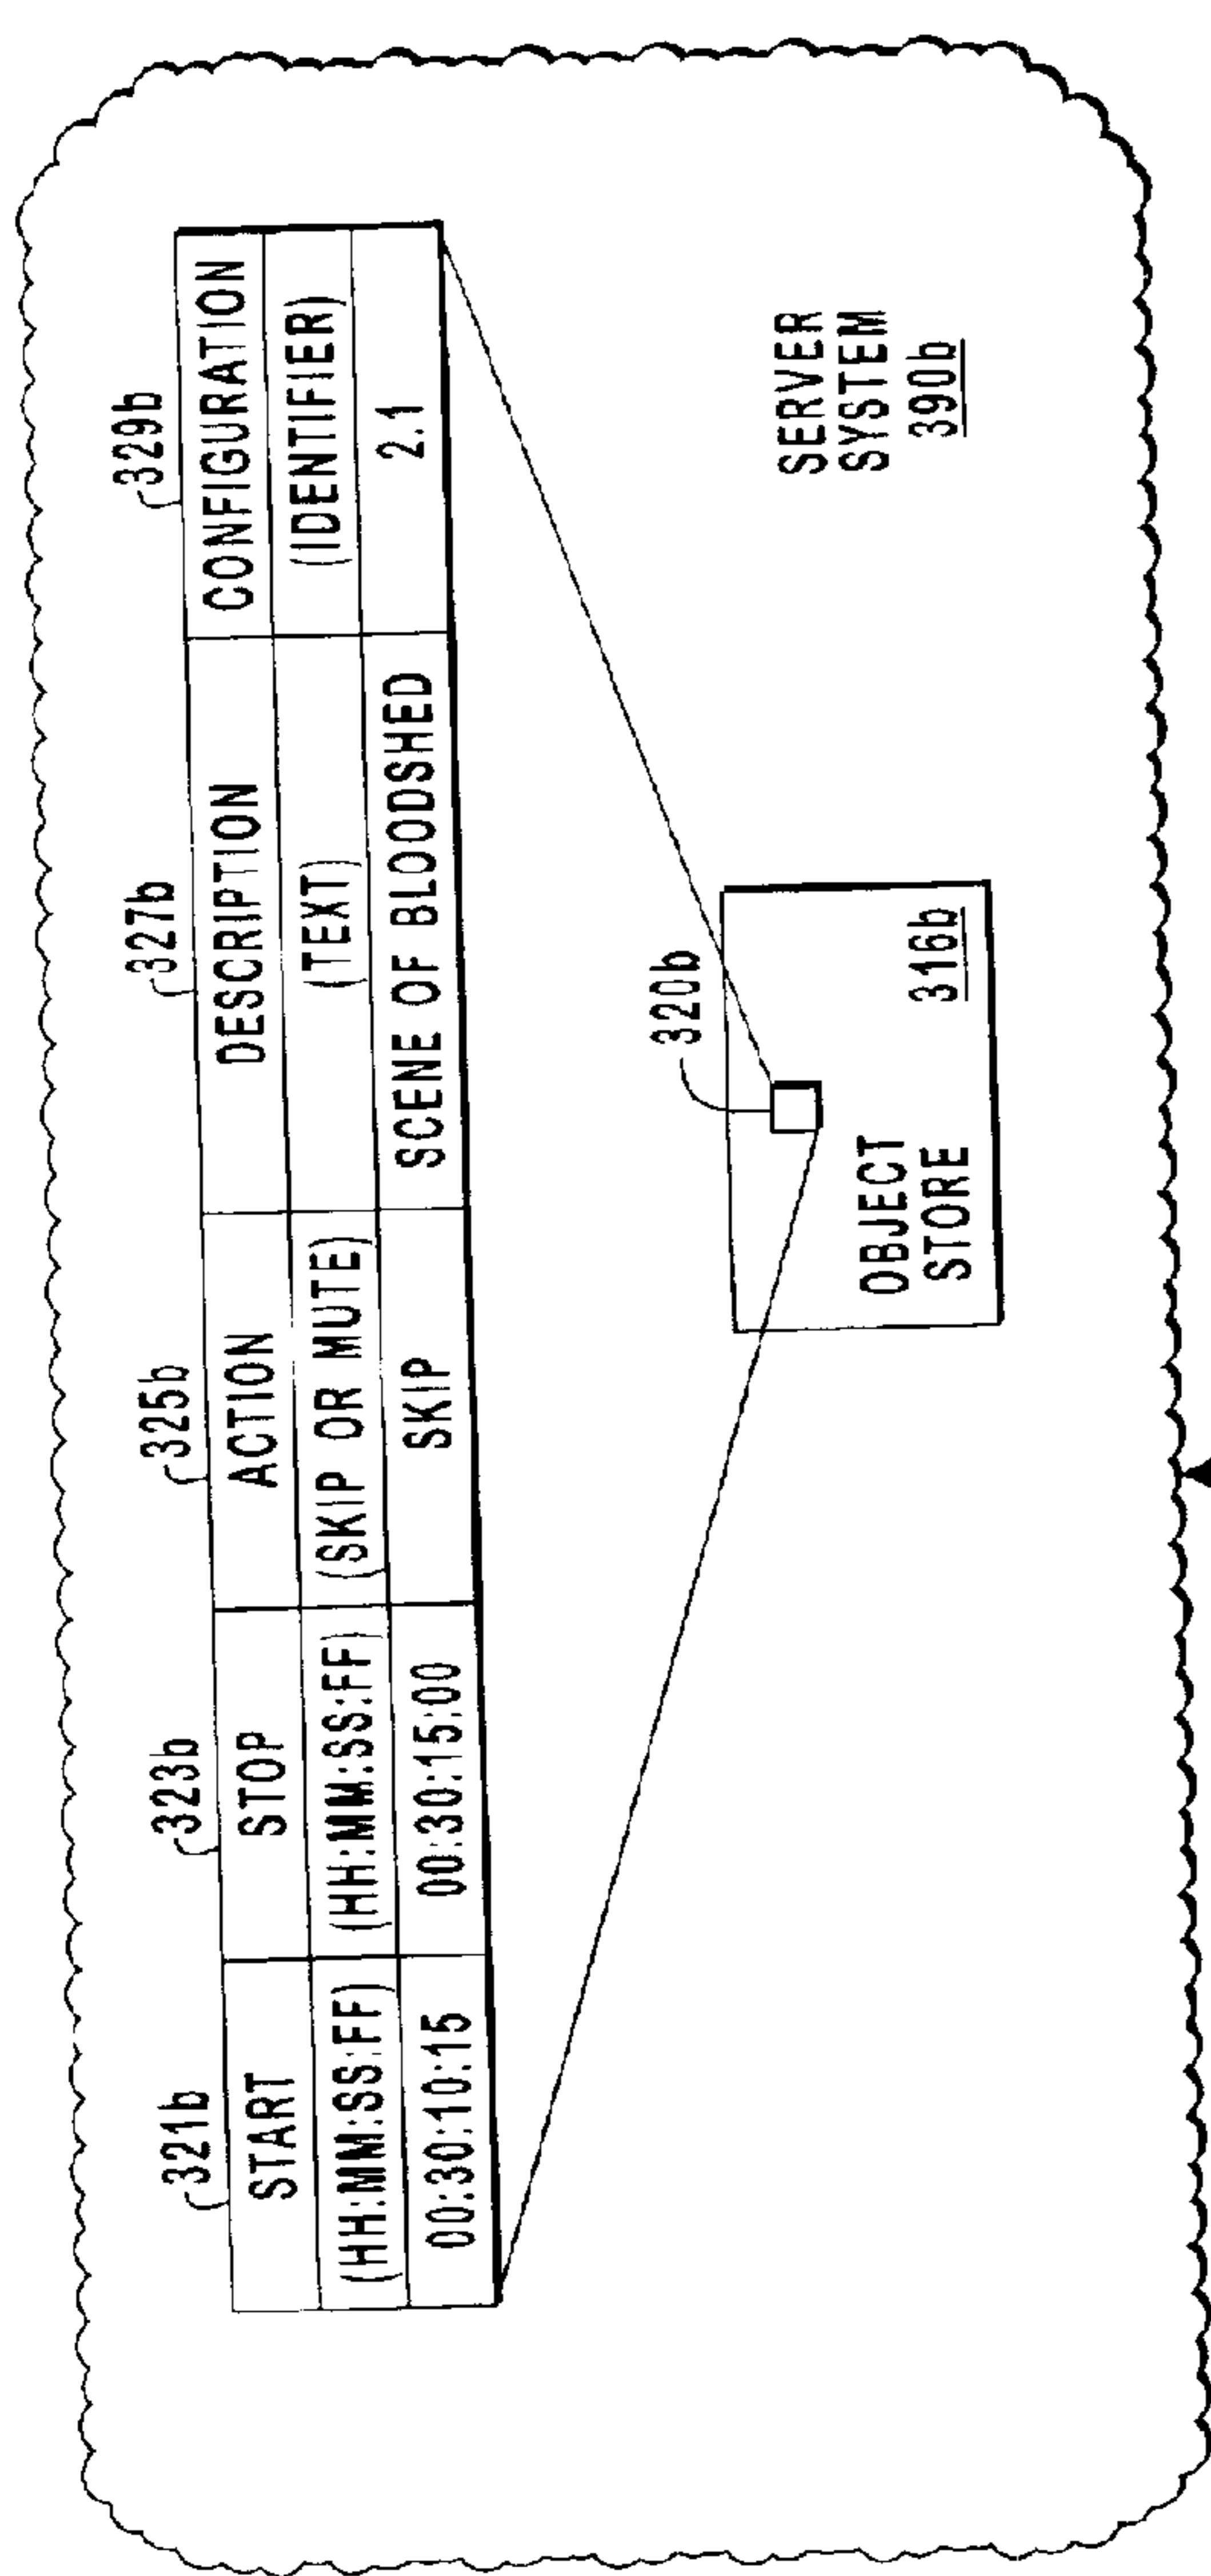 321b 323b 325b 327b 329b
START STOP ACTION DESCRIPTION CONFIGURATION
(HH:MM:SS:FF) (HH:MM:SS:FF) (SKIP OR MUTE) (TEXT) (IDENTIFIER)
00:30:10:15 00:30:15:00 SKIP SCENE OF BLOODSHED 2.1
320b
OBJECT
STORE
316b
SERVER
SYSTEM
390b